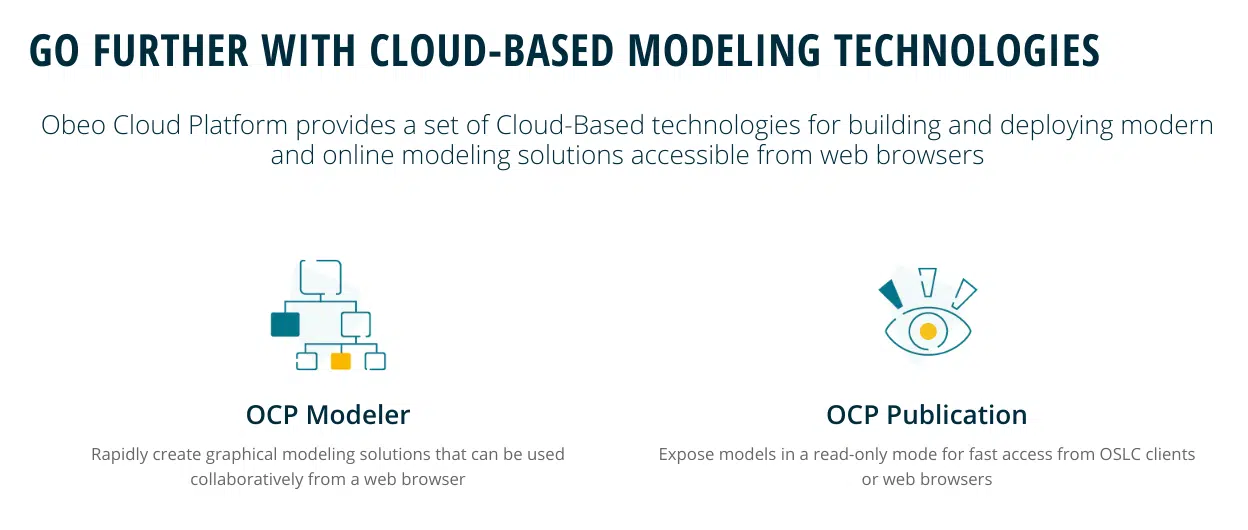 GO FURTHER WITH CLOUD-BASED MODELING TECHNOLOGIES
Obeo Cloud Platform provides a set of Cloud-Based technologies for building and deploying modern
and online modeling solutions accessible from web browsers
OCP Modeler
Rapidly create graphical modeling solutions that can be used
collaboratively from a web browser
OCP Publication
Expose models in a read-only mode for fast access from OSLC clients
or web browsers